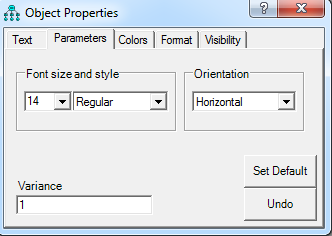 Object Properties ? X
Text Parameters Colors Format Visibility
Font size and style Orientation
14 Regular Horizontal
Set Default
Variance
1 Undo